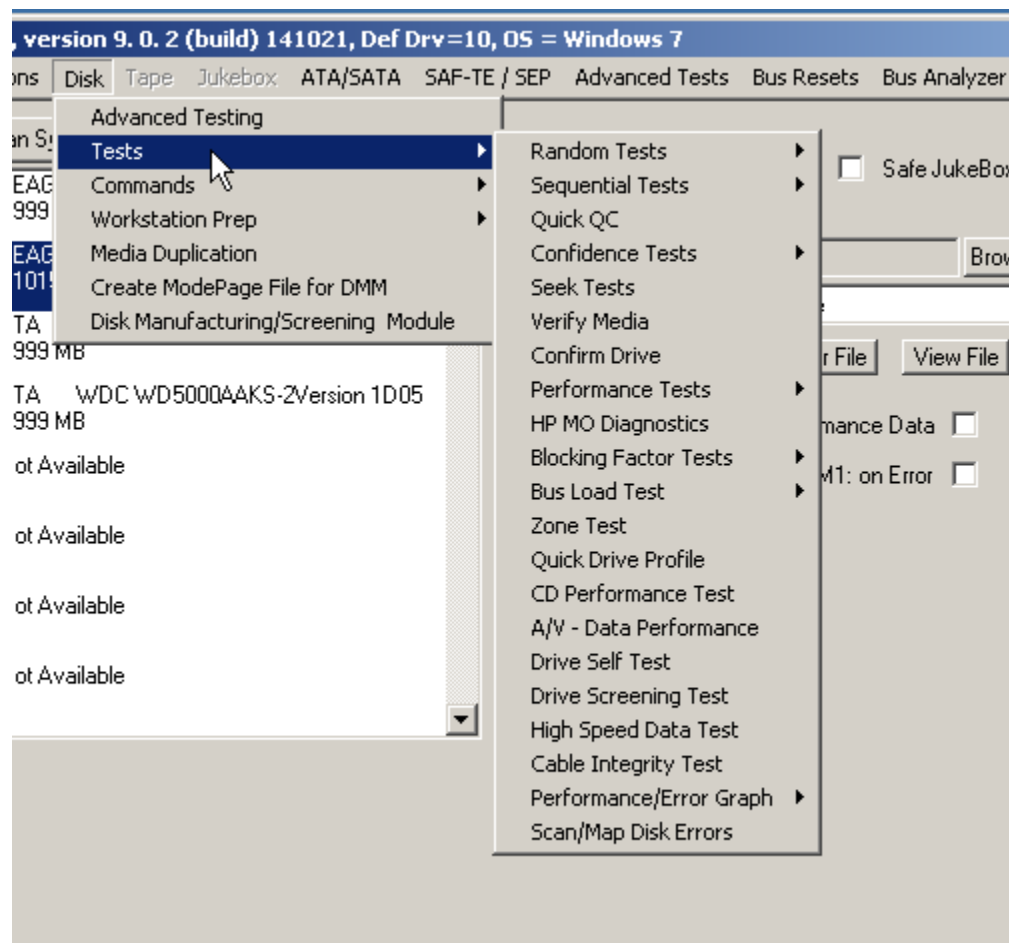 , version 9. 0. 2 (build) 141021, Def Drv=10, OS = Windows 7
ons Disk Tape Jukebox ATA/SATA SAF-TE / SEP Advanced Tests Bus Resets Bus Analyzer
Advanced Testing
Tests
Commands
Workstation Prep
Media Duplication
Create ModePage File for DMM
Disk Manufacturing/Screening Module
Random Tests
Sequential Tests
Quick QC
Confidence Tests
Seek Tests
Verify Media
Confirm Drive
Performance Tests
HP MO Diagnostics
Blocking Factor Tests
Bus Load Test
Zone Test
Quick Drive Profile
CD Performance Test
A/V - Data Performance
Drive Self Test
Drive Screening Test
High Speed Data Test
Cable Integrity Test
Performance/Error Graph
Scan/Map Disk Errors
an S
EAG
999
EAG
101
TA
999 MB
TA WDC WD5000AAKS-2Version 1D05
999 MB
ot Available
ot Available
ot Available
ot Available
Safe JukeBox
Brow
r File View File
mance Data
M1: on Error